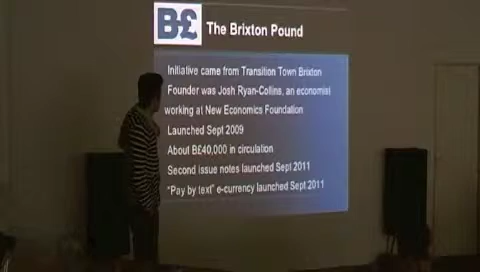 B£ The Brixton Pound
Initiative came from Transition Town Brixton
Founder was Josh Ryan-Collins, an economist
working at New Economics Foundation
Launched Sept 2009
About B£40,000 in circulation
Second issue notes launched Sept 2011
"Pay by text" e-currency launched Sept 2011